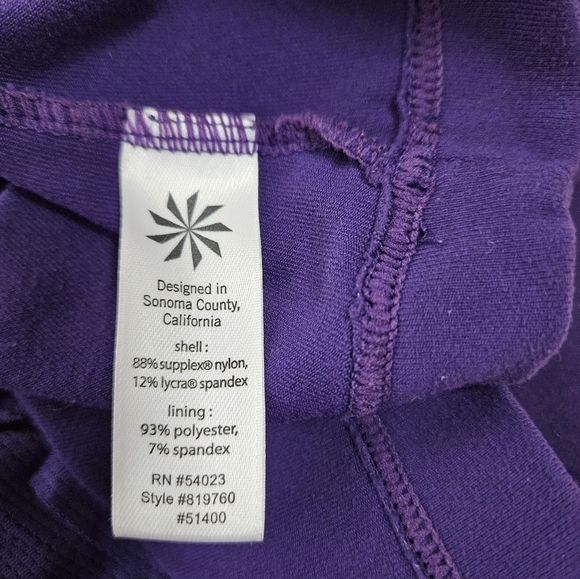 Designed in
Sonoma County,
California
shell :
88% supplex® nylon,
12% lycra® spandex
lining :
93% polyester,
7% spandex
RN #54023
Style #819760
#51400